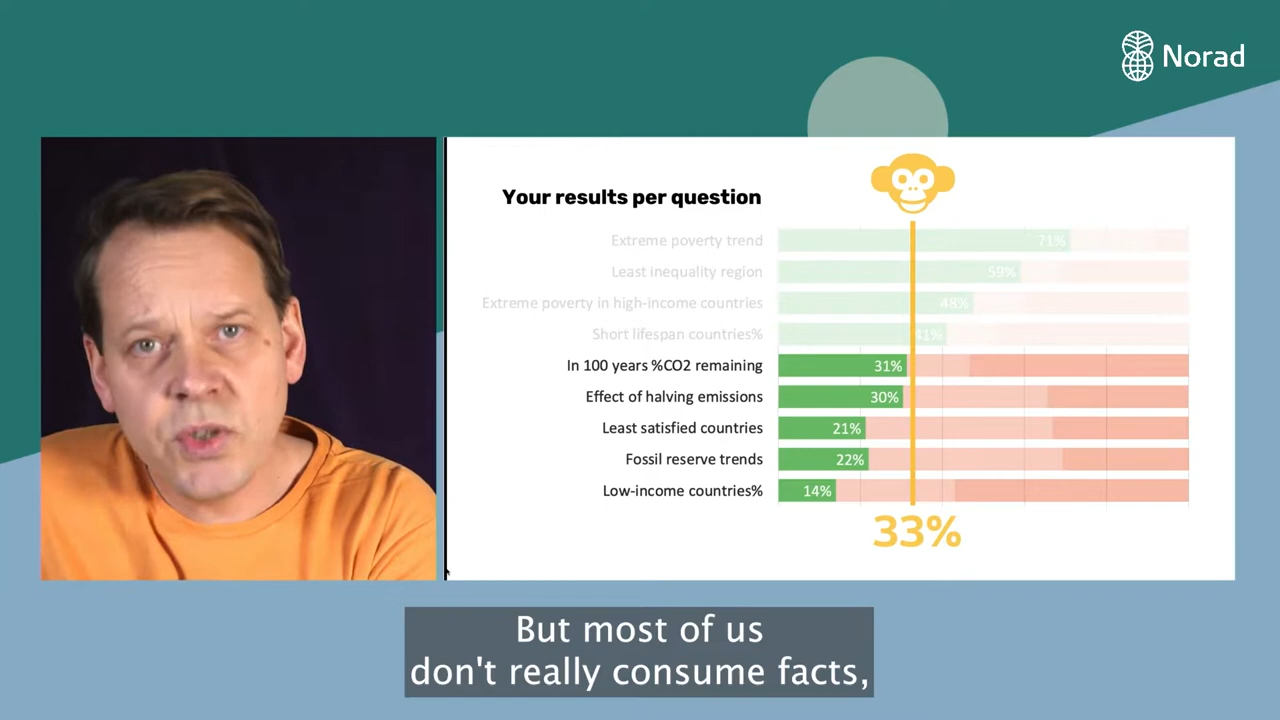 Norad
Your results per question
Extreme poverty trend 71%
Least inequality region 59%
Extreme poverty in high-income countries 48%
Short lifespan countries% 41%
In 100 years %CO2 remaining 31%
Effect of halving emissions 30%
Least satisfied countries 21%
Fossil reserve trends 22%
Low-income countries% 14%
33%
But most of us
don't really consume facts,